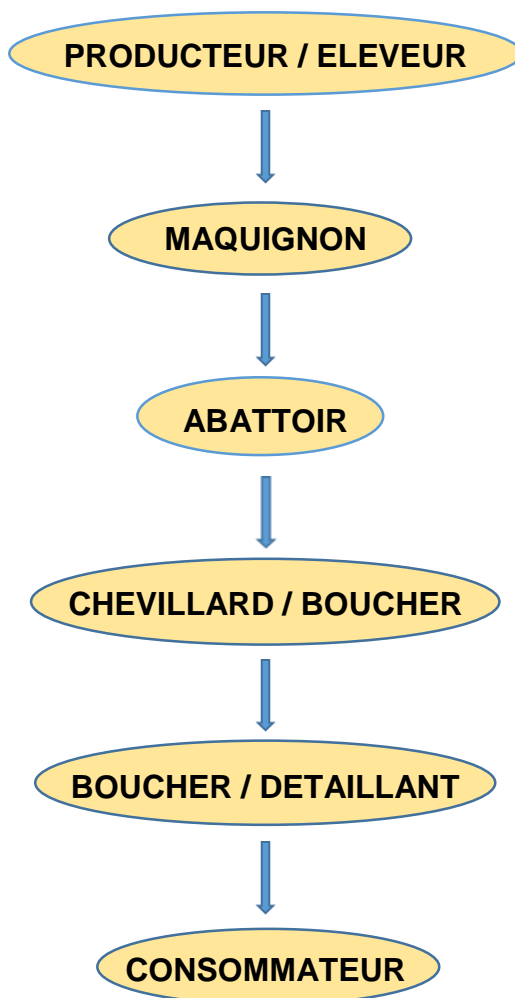 PRODUCTEUR / ELEVEUR
MAQUIGNON
ABATTOIR
CHEVILLARD / BOUCHER
BOUCHER / DETAILLANT
CONSOMMATEUR